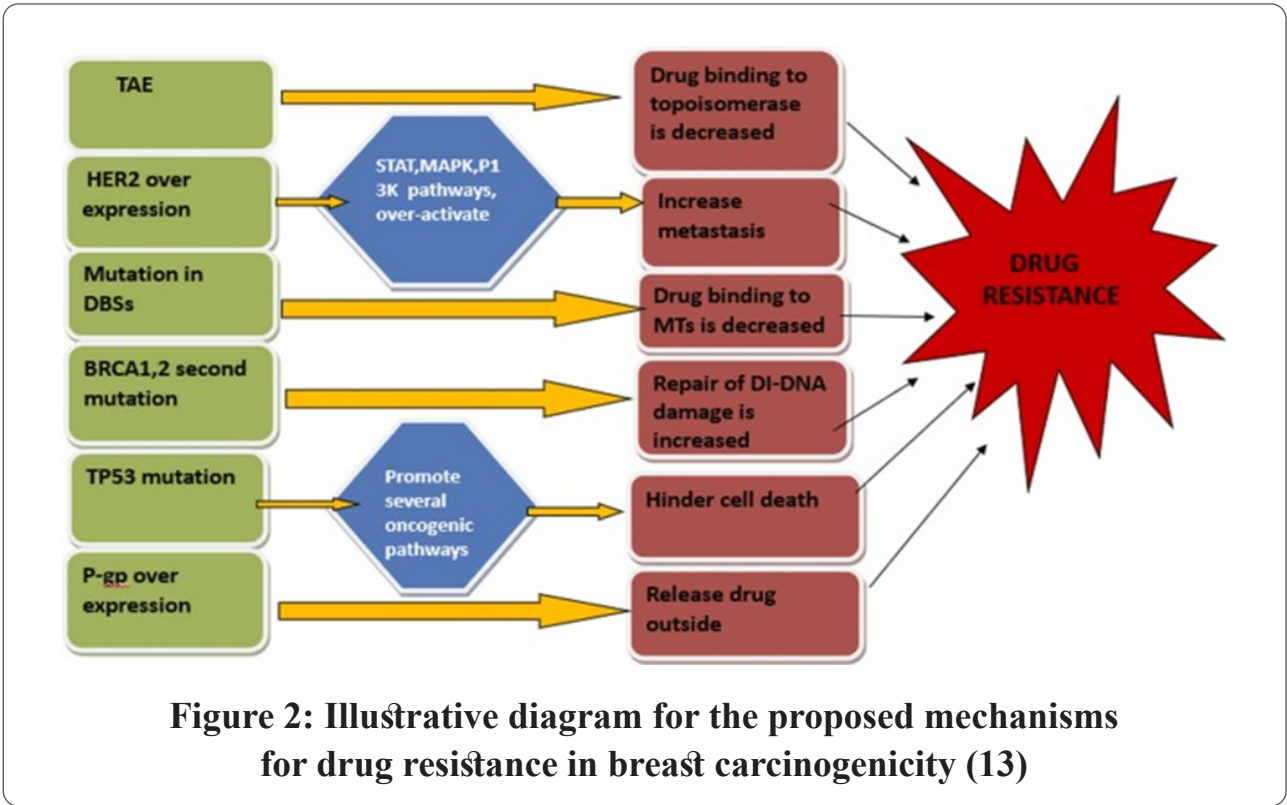 TAE
Drug binding to
topoisomerase
is decreased
HER2 over
expression
STAT,MAPK,P1
3K pathways,
over-activate
Increase
metastasis
Mutation in
DBSs
Drug binding to
MTs is decreased
BRCA1,2 second
mutation
Repair of DI-DNA
damage is
increased
TP53 mutation
Promote
several
oncogenic
pathways
Hinder cell death
P-gp over
expression
Release drug
outside
DRUG
RESISTANCE
Figure 2: Illustrative diagram for the proposed mechanisms
for drug resistance in breast carcinogenicity (13)